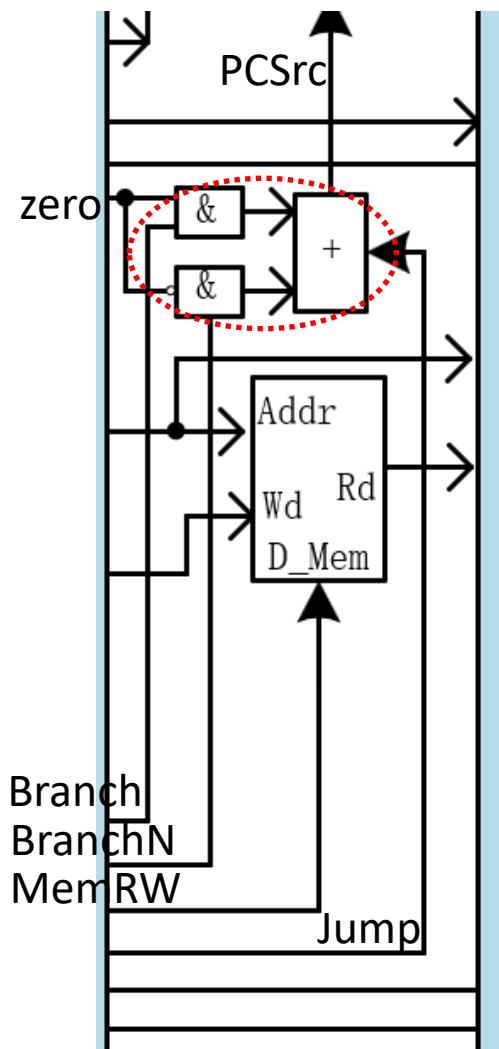 PCSrc
zero
&
+
&
Addr
Rd
Wd
D_Mem
Branch
BranchN
MemRW
Jump